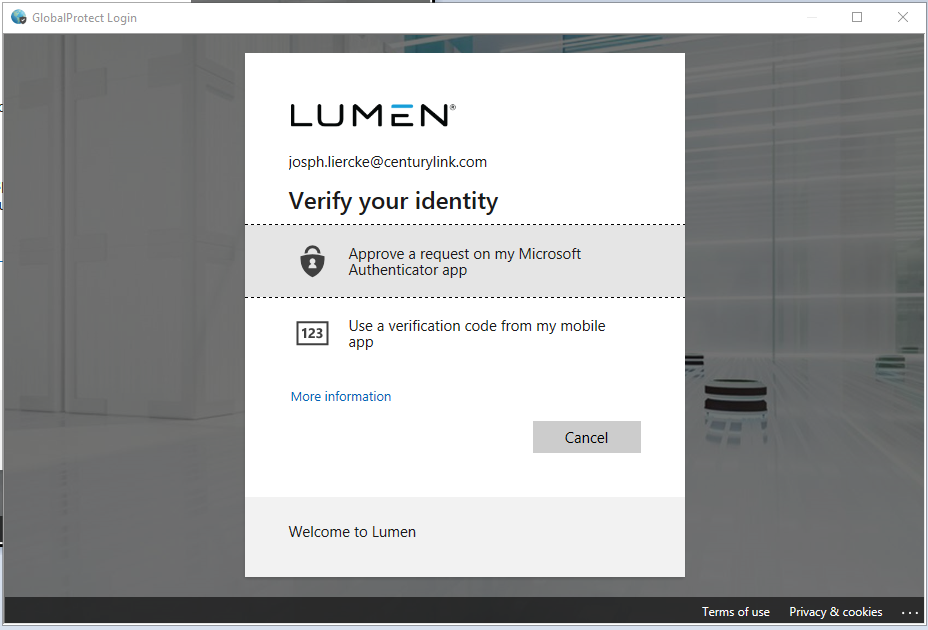 GlobalProtect Login
LUMEN®
josph.liercke@centurylink.com
Verify your identity
Approve a request on my Microsoft
Authenticator app
123
Use a verification code from my mobile
app
More information
Cancel
Welcome to Lumen
Terms of use
Privacy & cookies
...